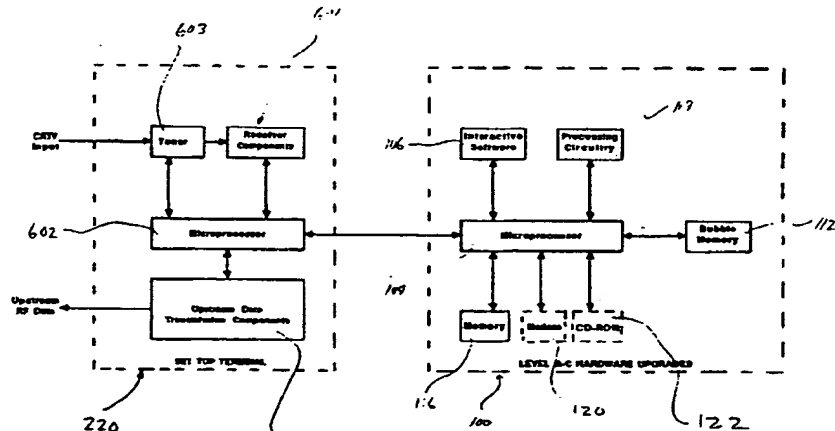 603
CATV
Input
Tuner
Receiver
Components
602
Microprocessor
Upstream
RF Data
Upstream Data
Transmission Components
SET TOP TERMINAL
220
106
Interactive
Software
Processing
Circuitry
Microprocessor
Bubble
Memory
112
Memory
Modem
CD-ROM
LEVEL A-C HARDWARE UPGRADES
100
120
122